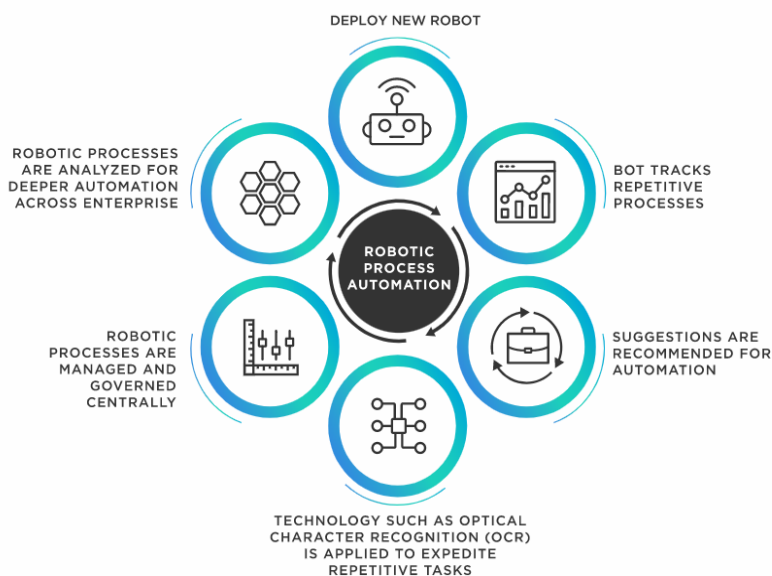 DEPLOY NEW ROBOT
BOT TRACKS
REPETITIVE
PROCESSES
SUGGESTIONS ARE
RECOMMENDED FOR
AUTOMATION
TECHNOLOGY SUCH AS OPTICAL
CHARACTER RECOGNITION (OCR)
IS APPLIED TO EXPEDITE
REPETITIVE TASKS
ROBOTIC
PROCESSES ARE
MANAGED AND
GOVERNED
CENTRALLY
ROBOTIC PROCESSES
ARE ANALYZED FOR
DEEPER AUTOMATION
ACROSS ENTERPRISE
ROBOTIC
PROCESS
AUTOMATION